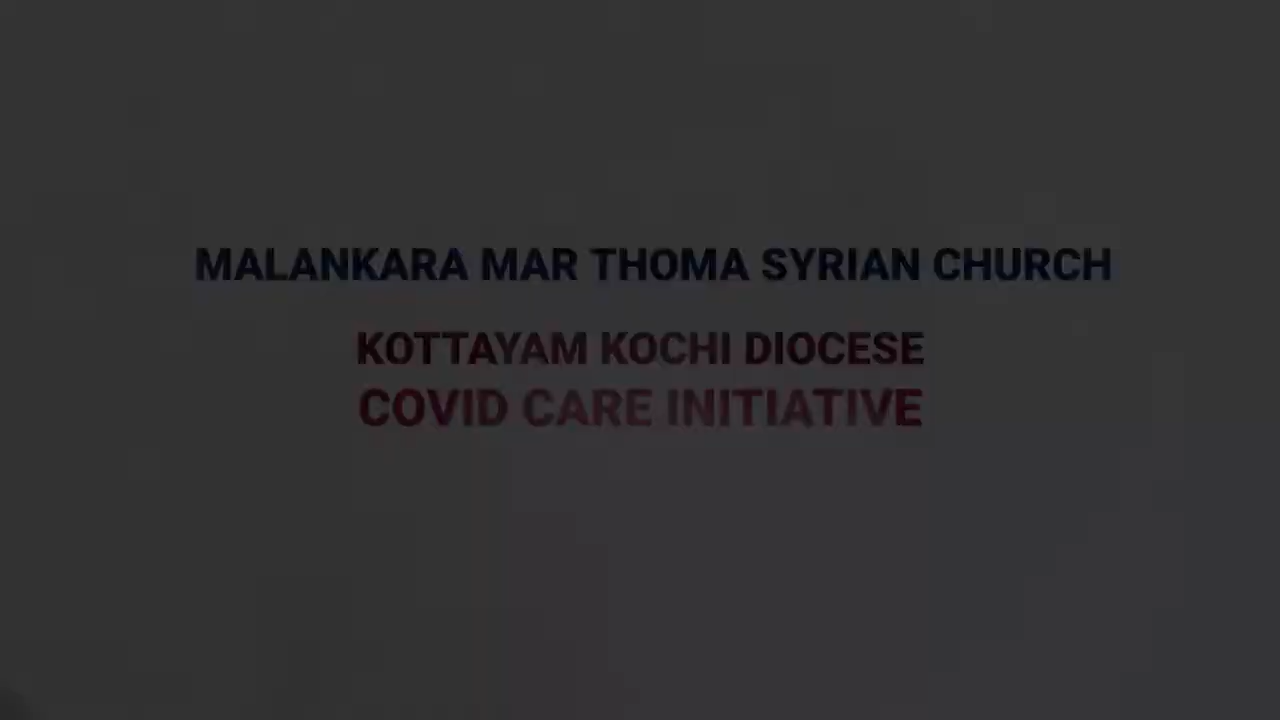 MALANKARA MAR THOMA SYRIAN CHURCH
KOTTAYAM KOCHI DIOCESE
COVID CARE INITIATIVE